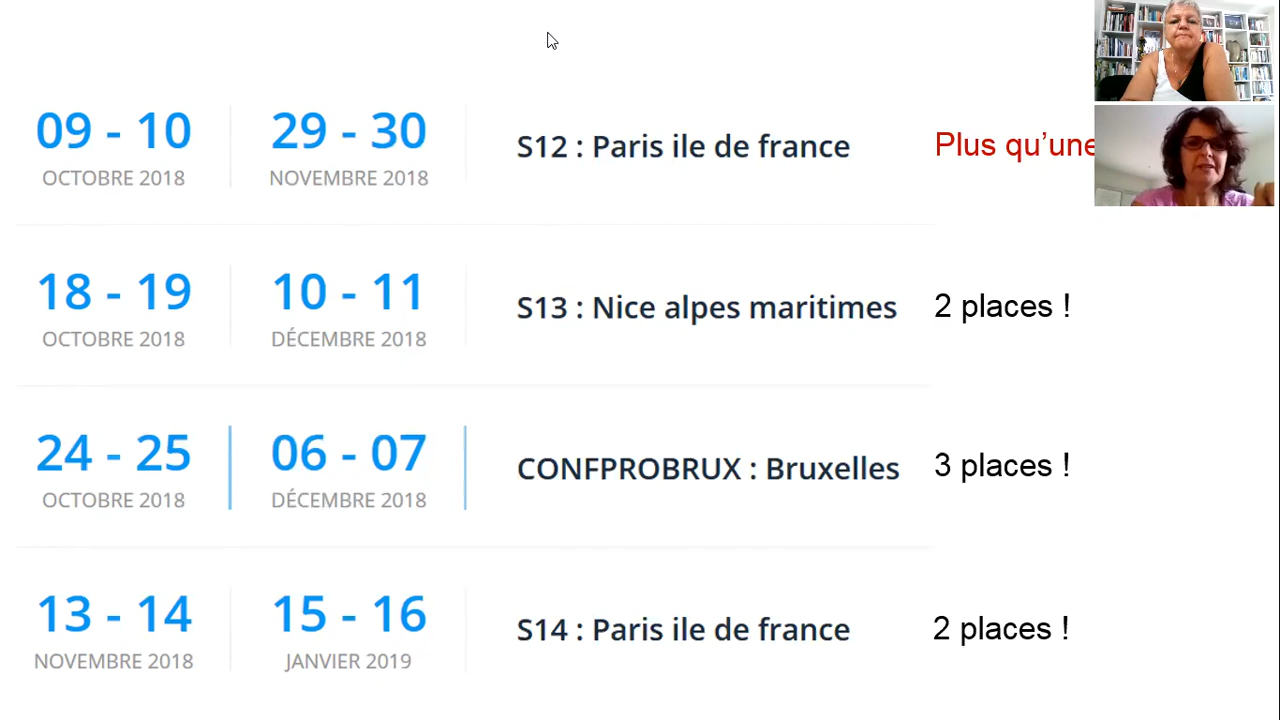 09 - 10
OCTOBRE 2018
29 - 30
NOVEMBRE 2018
S12 : Paris ile de france
Plus qu’une
18 - 19
OCTOBRE 2018
10 - 11
DÉCEMBRE 2018
S13 : Nice alpes maritimes
2 places !
24 - 25
OCTOBRE 2018
06 - 07
DÉCEMBRE 2018
CONFPROBRUX : Bruxelles
3 places !
13 - 14
NOVEMBRE 2018
15 - 16
JANVIER 2019
S14 : Paris ile de france
2 places !